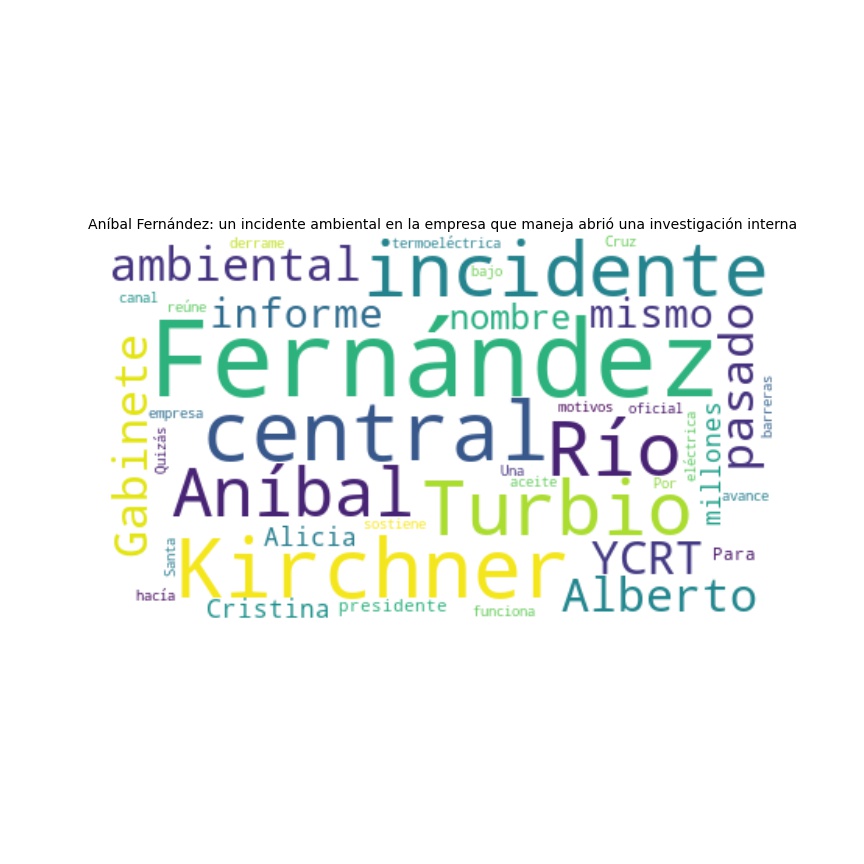 Aníbal Fernández: un incidente ambiental en la empresa que maneja abrió una investigación interna
derrame
termoeléctrica
Cruz
ambiental
incidente
bajo
canal
reúne
informe
nombre
mismo
pasado
Fernández
Gabinete
barreras
empresa
central
motivos
oficial
millones
eléctrica
Quizás
Río
Aníbal
Una
aceite
Por
Turbio
avance
sostiene
Alicia
Santa
Kirchner
YCRT
Para
hacía
Cristina
presidente
funciona
Alberto